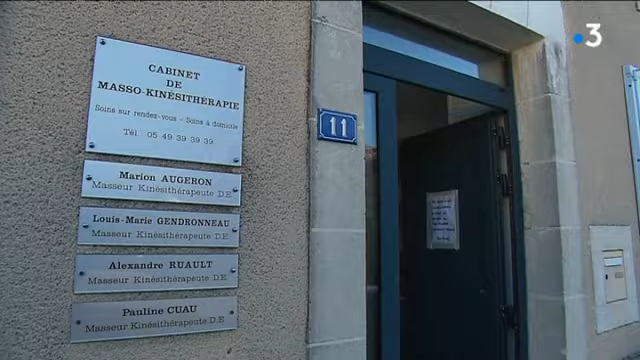 CABINET
DE
MASSO-KINÉSITHÉRAPIE
Soins sur rendez-vous - Soins à domicile
Tél. 05 49 39 39 39
Marion AUGERON
Masseur Kinésithérapeute D.E
Louis-Marie GENDRONNEAU
Masseur Kinésithérapeute D.E
Alexandre RUAULT
Masseur Kinésithérapeute D.E
Pauline CUAU
Masseur Kinésithérapeute D.E
11
3